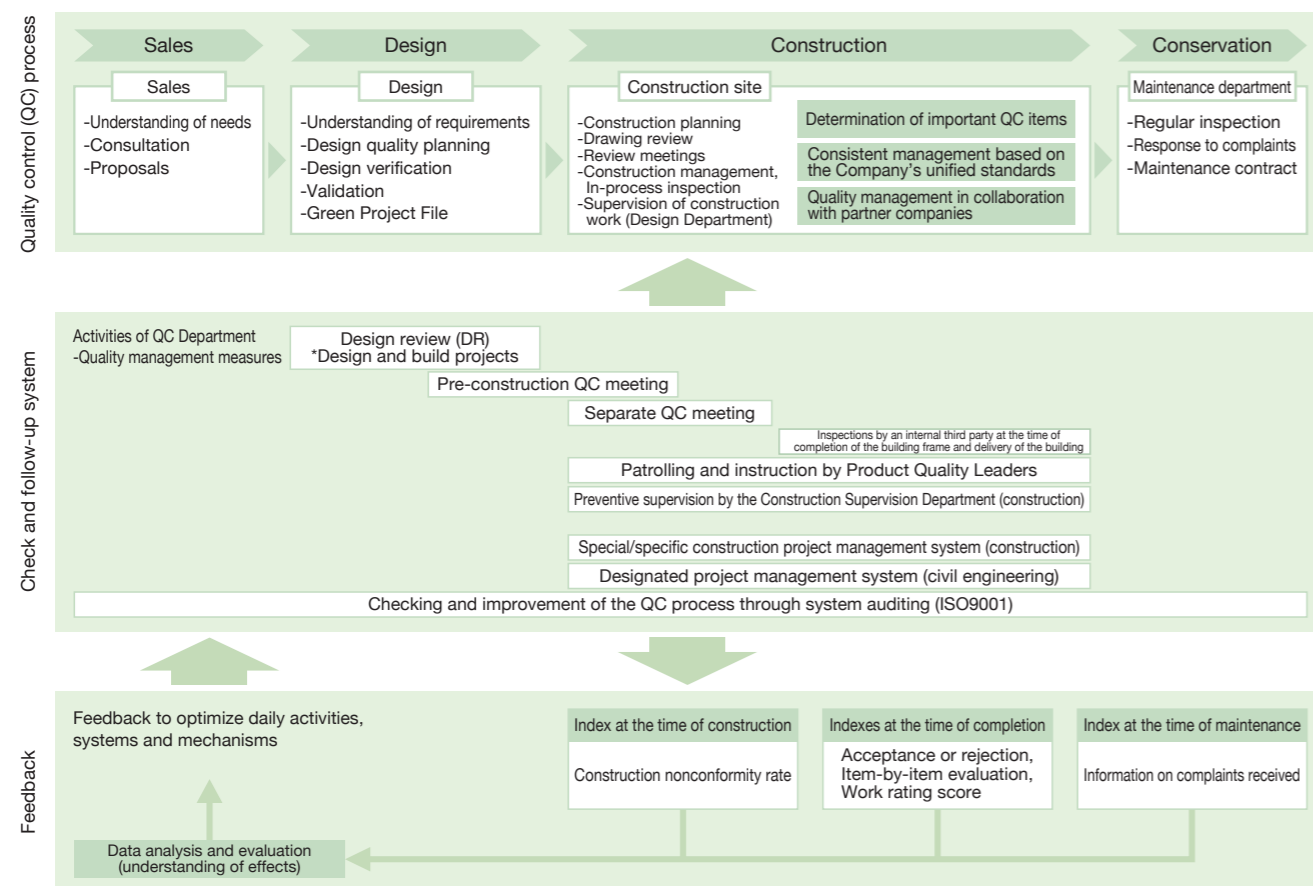 Quality control (QC) process
Sales
Design
Construction
Conservation
Sales
-Understanding of needs
-Consultation
-Proposals
Design
-Understanding of requirements
-Design quality planning
-Design verification
-Validation
-Green Project File
Construction site
-Construction planning
-Drawing review
-Review meetings
-Construction management,
In-process inspection
-Supervision of construction
work (Design Department)
Determination of important QC items
Consistent management based on
the Company's unified standards
Quality management in collaboration
with partner companies
Maintenance department
-Regular inspection
-Response to complaints
-Maintenance contract
Check and follow-up system
Activities of QC Department
-Quality management measures
Design review (DR)
*Design and build projects
Pre-construction QC meeting
Separate QC meeting
Inspections by an internal third party at the time of
completion of the building frame and delivery of the building
Patrolling and instruction by Product Quality Leaders
Preventive supervision by the Construction Supervision Department (construction)
Special/specific construction project management system (construction)
Designated project management system (civil engineering)
Checking and improvement of the QC process through system auditing (ISO9001)
Feedback
Feedback to optimize daily activities,
systems and mechanisms
Data analysis and evaluation
(understanding of effects)
Index at the time of construction
Construction nonconformity rate
Indexes at the time of completion
Acceptance or rejection,
Item-by-item evaluation,
Work rating score
Index at the time of maintenance
Information on complaints received